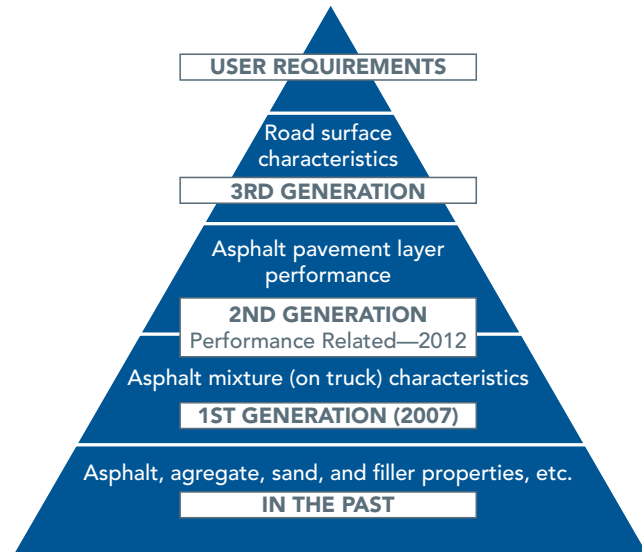 USER REQUIREMENTS
Road surface
characteristics
3RD GENERATION
Asphalt pavement layer
performance
2ND GENERATION
Performance Related—2012
Asphalt mixture (on truck) characteristics
1ST GENERATION (2007)
Asphalt, agregate, sand, and filler properties, etc.
IN THE PAST